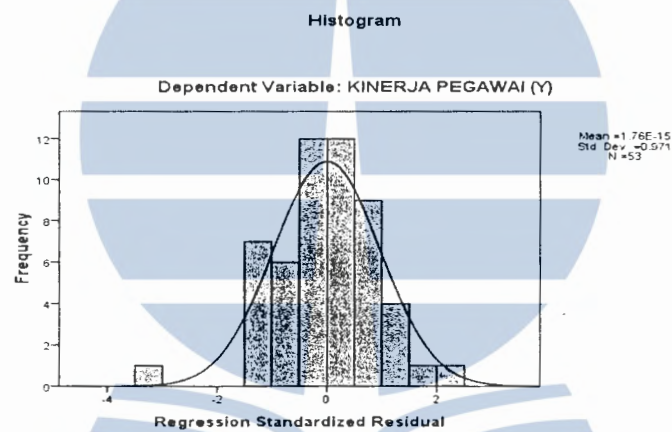 Histogram
Dependent Variable: KINERJA PEGAWAI (Y)
Mean =1.76E-15
Std. Dev. =0.971
N =53
Frequency
12
10
8
6
4
2
0
-4
-2
0
2
Regression Standardized Residual